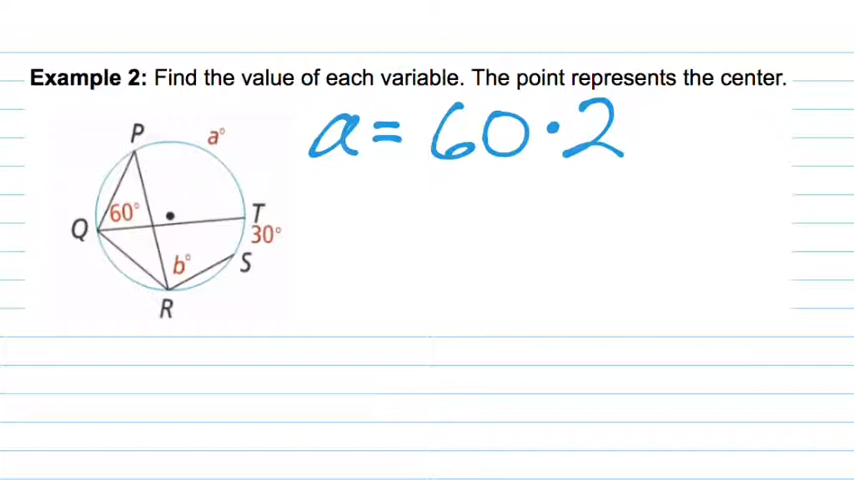 Example 2: Find the value of each variable. The point represents the center.
a = 60 · 2
P
a°
60°
T
Q
30°
b°
S
R